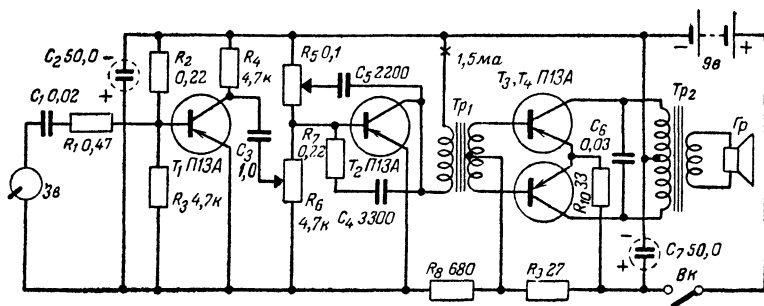 C2 50,0
-
+
R2
0,22
R4
4,7к
R5 0,1
C5 2200
1,5ма
T3, T4 П13А
-
+
9в
C1 0,02
R1 0,47
Зв
T1 П13А
R3 4,7к
C3
1,0
R7
0,22
T2 П13А
R6
4,7к
C4 3300
Тр1
C6
0,03
Тр2
Гр
R10 33
R8 680
R3 27
-
+
C7 50,0
Вк